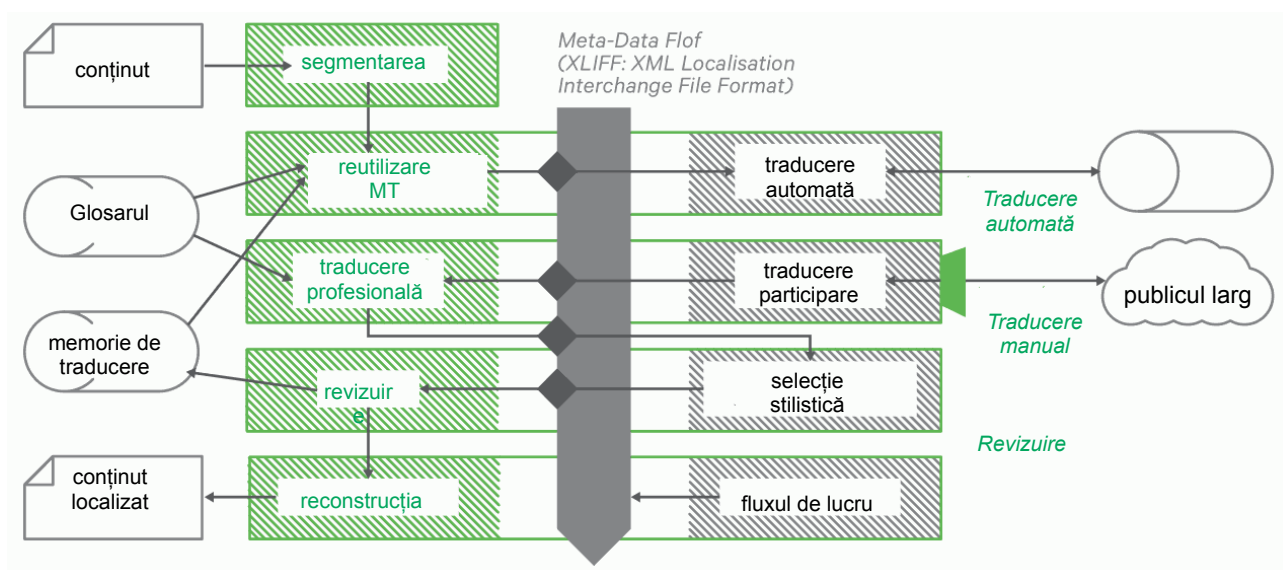 Meta-Data Flof
(XLIFF: XML Localisation
Interchange File Format)
conținut
segmentarea
reutilizare
MT
traducere
automată
Traducere
automată
Glosarul
traducere
profesională
traducere
participare
publicul larg
Traducere
manual
memorie de
traducere
revizuir
e
selecție
stilistică
Revizuire
conținut
localizat
reconstrucția
fluxul de lucru